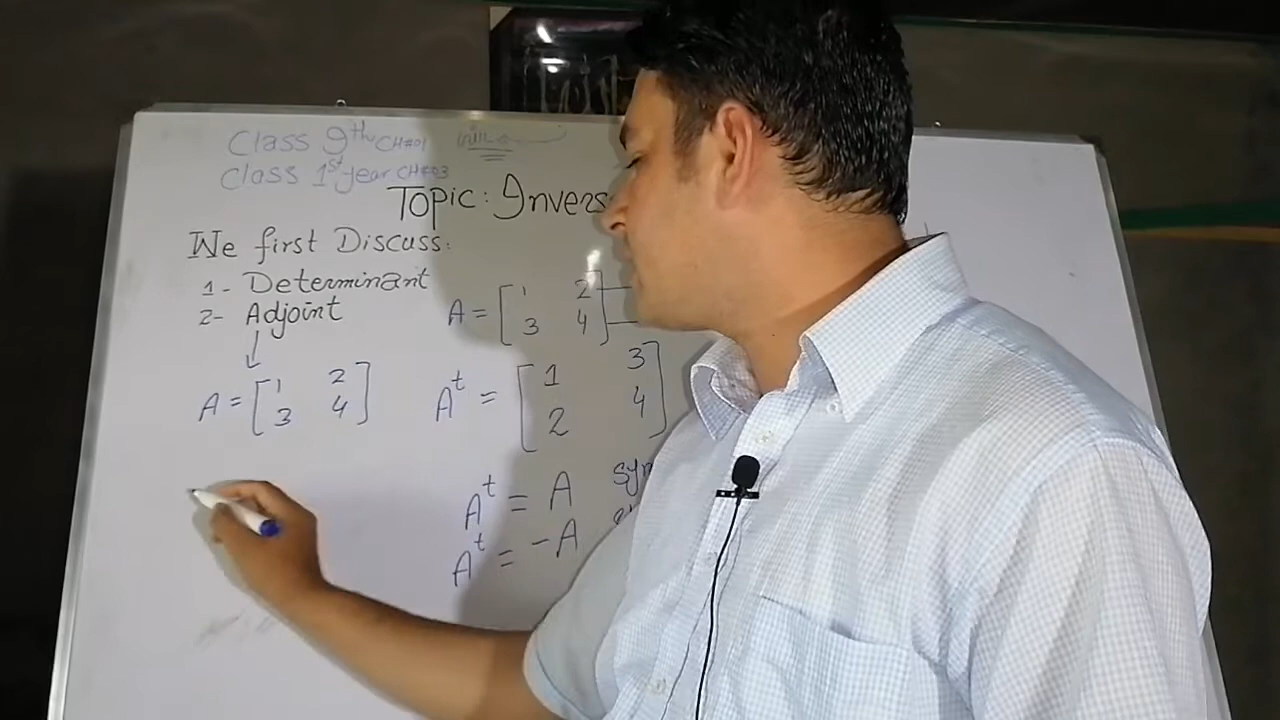 Class 9th CH#01
Class 1st year CH#03
Topic: Invers
We first Discuss:
1- Determinant
2- Adjoint
A = [1 2
3 4]
A = [1 2
3 4]
A^t = [1 3
2 4]
A^t = A sym
A^t = -A